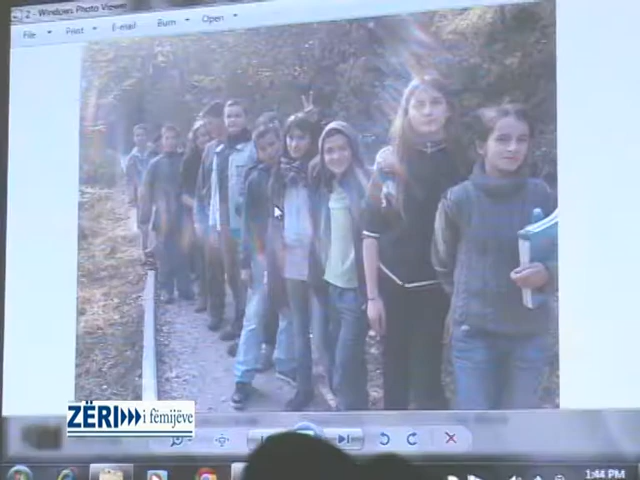 2 - Windows Photo Viewer
File Print E-mail Burn Open
ZËRI i fëmijëve
1:44 PM